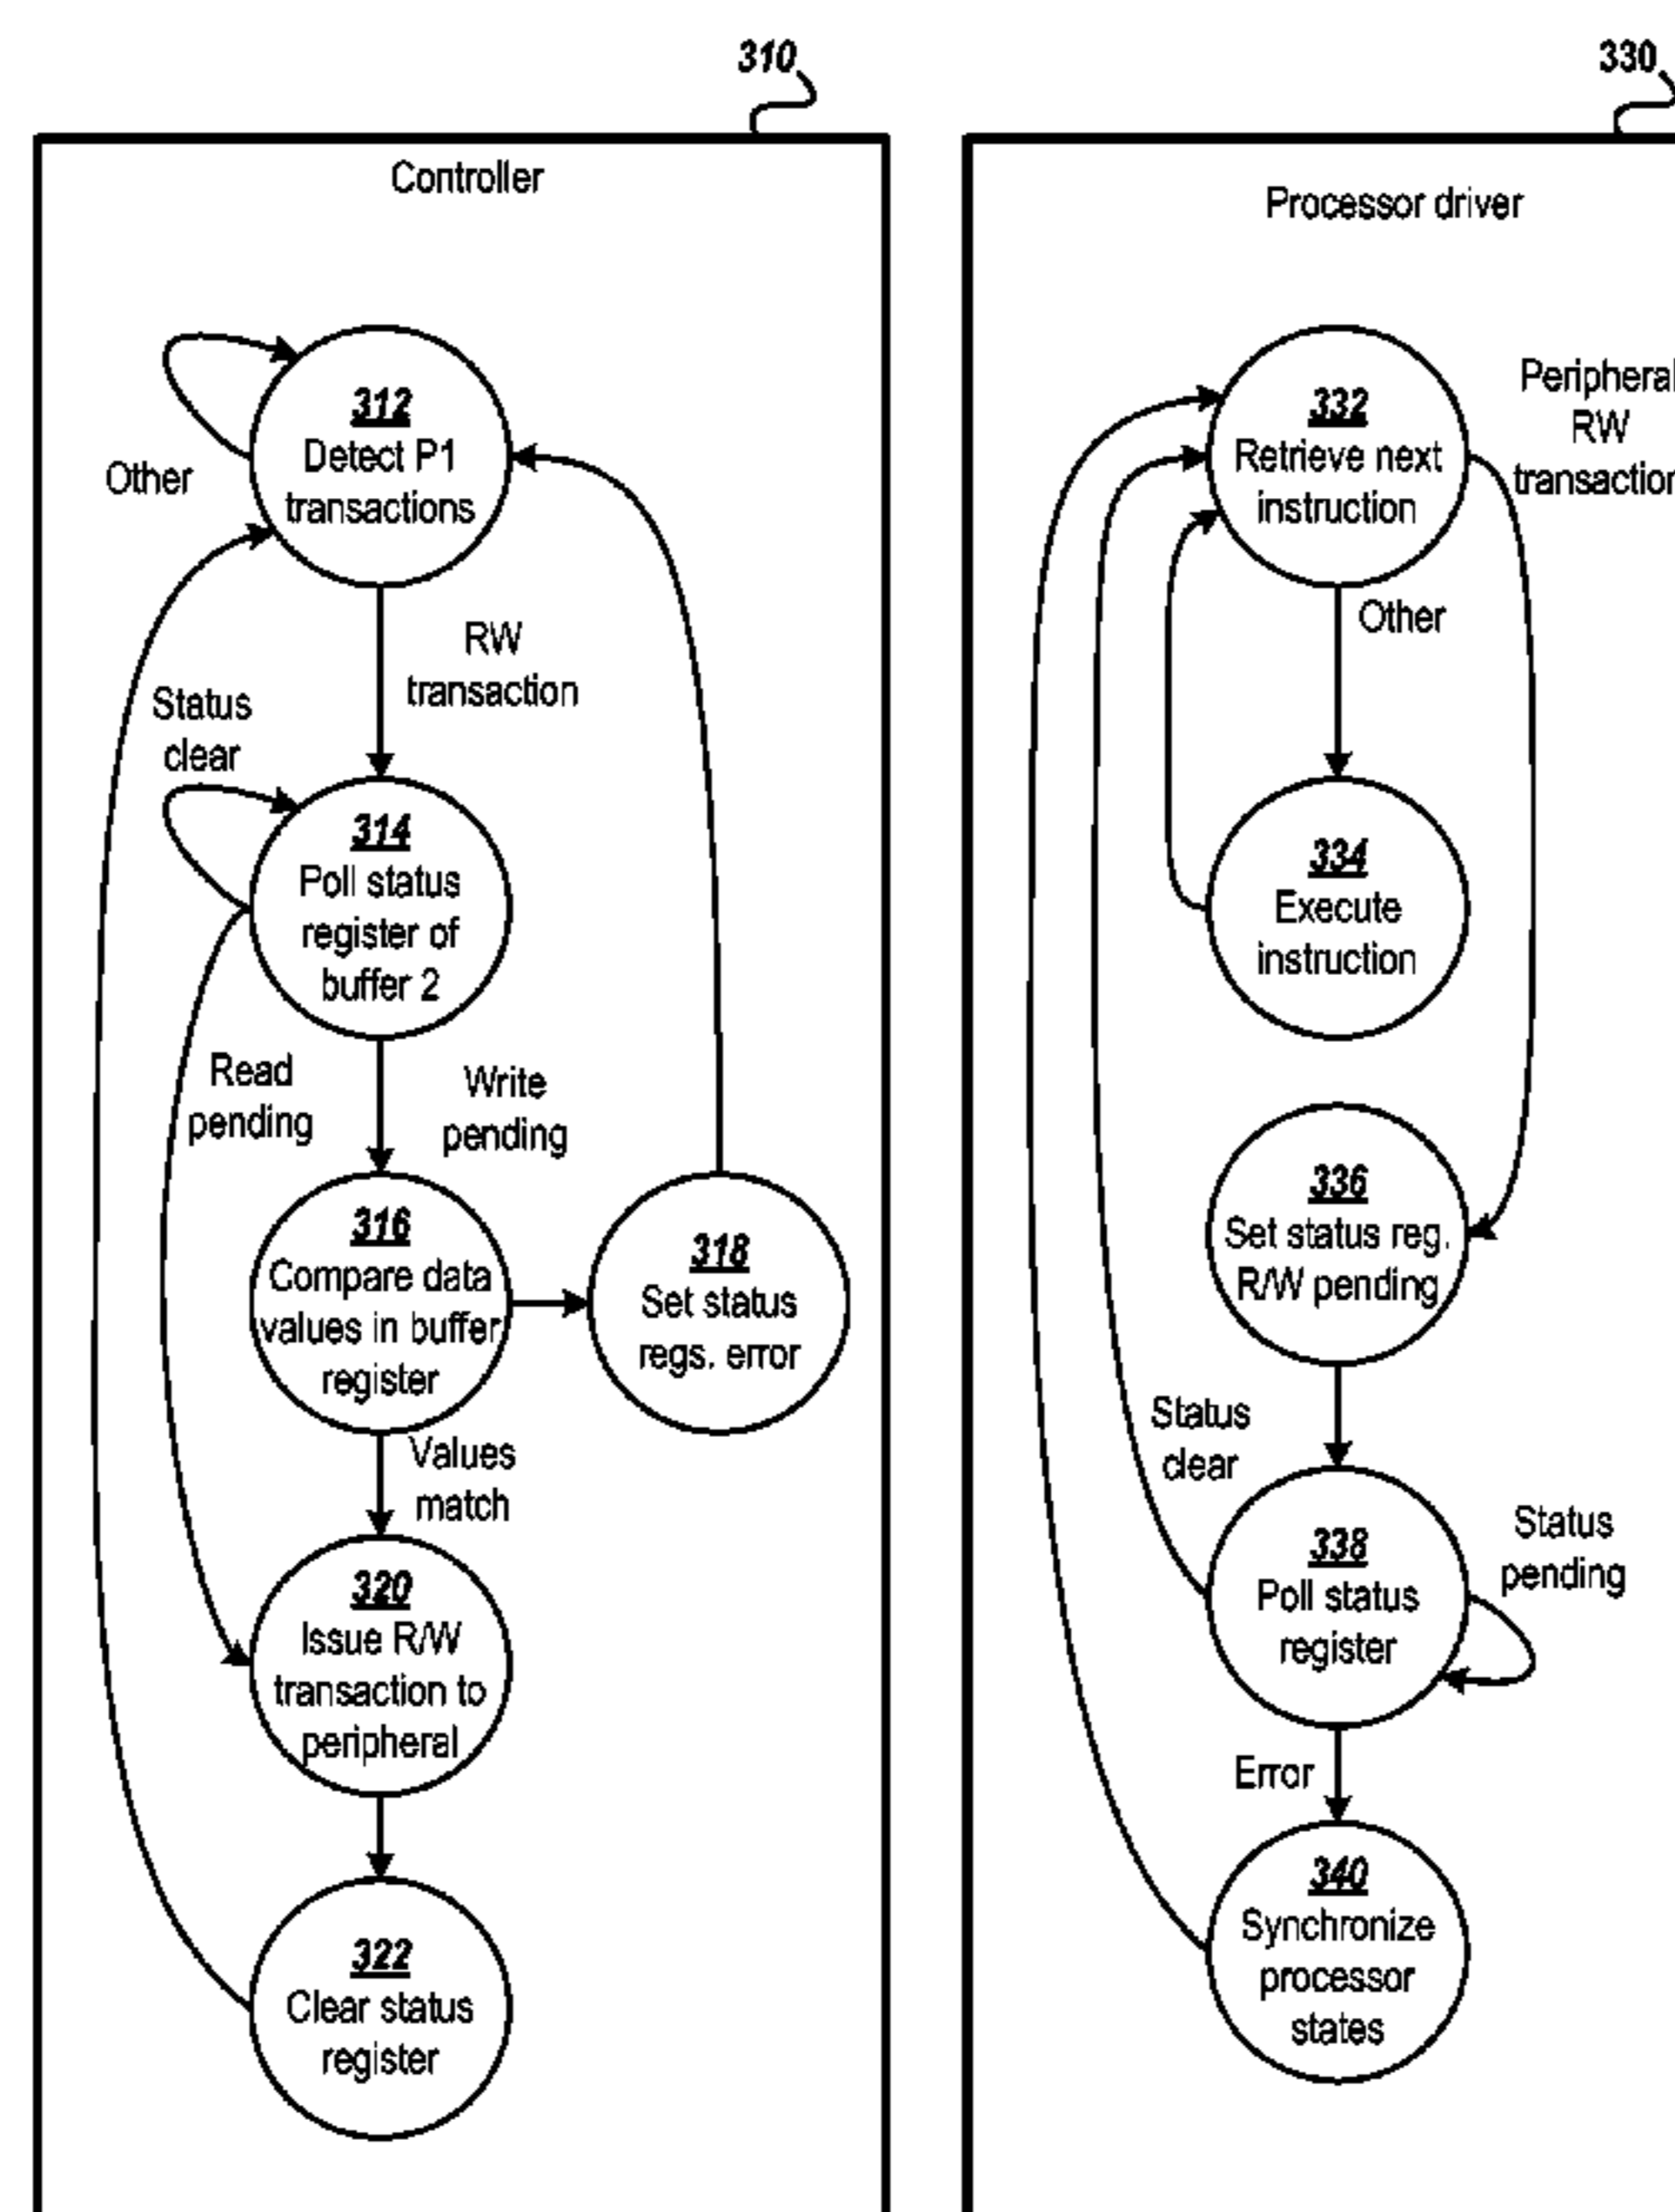 310
Controller
312
Detect P1
transactions
Other
RW
transaction
Status
clear
314
Poll status
register of
buffer 2
Read
pending
Write
pending
316
Compare data
values in buffer
register
318
Set status
regs. error
Values
match
320
Issue R/W
transaction to
peripheral
322
Clear status
register
330
Processor driver
332
Retrieve next
instruction
Peripheral
RW
transaction
Other
334
Execute
instruction
336
Set status reg.
R/W pending
Status
clear
338
Poll status
register
Status
pending
Error
340
Synchronize
processor
states